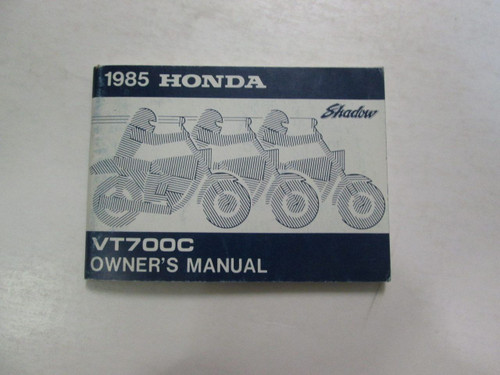 1985 HONDA
Shadow
VT700C
OWNER'S MANUAL